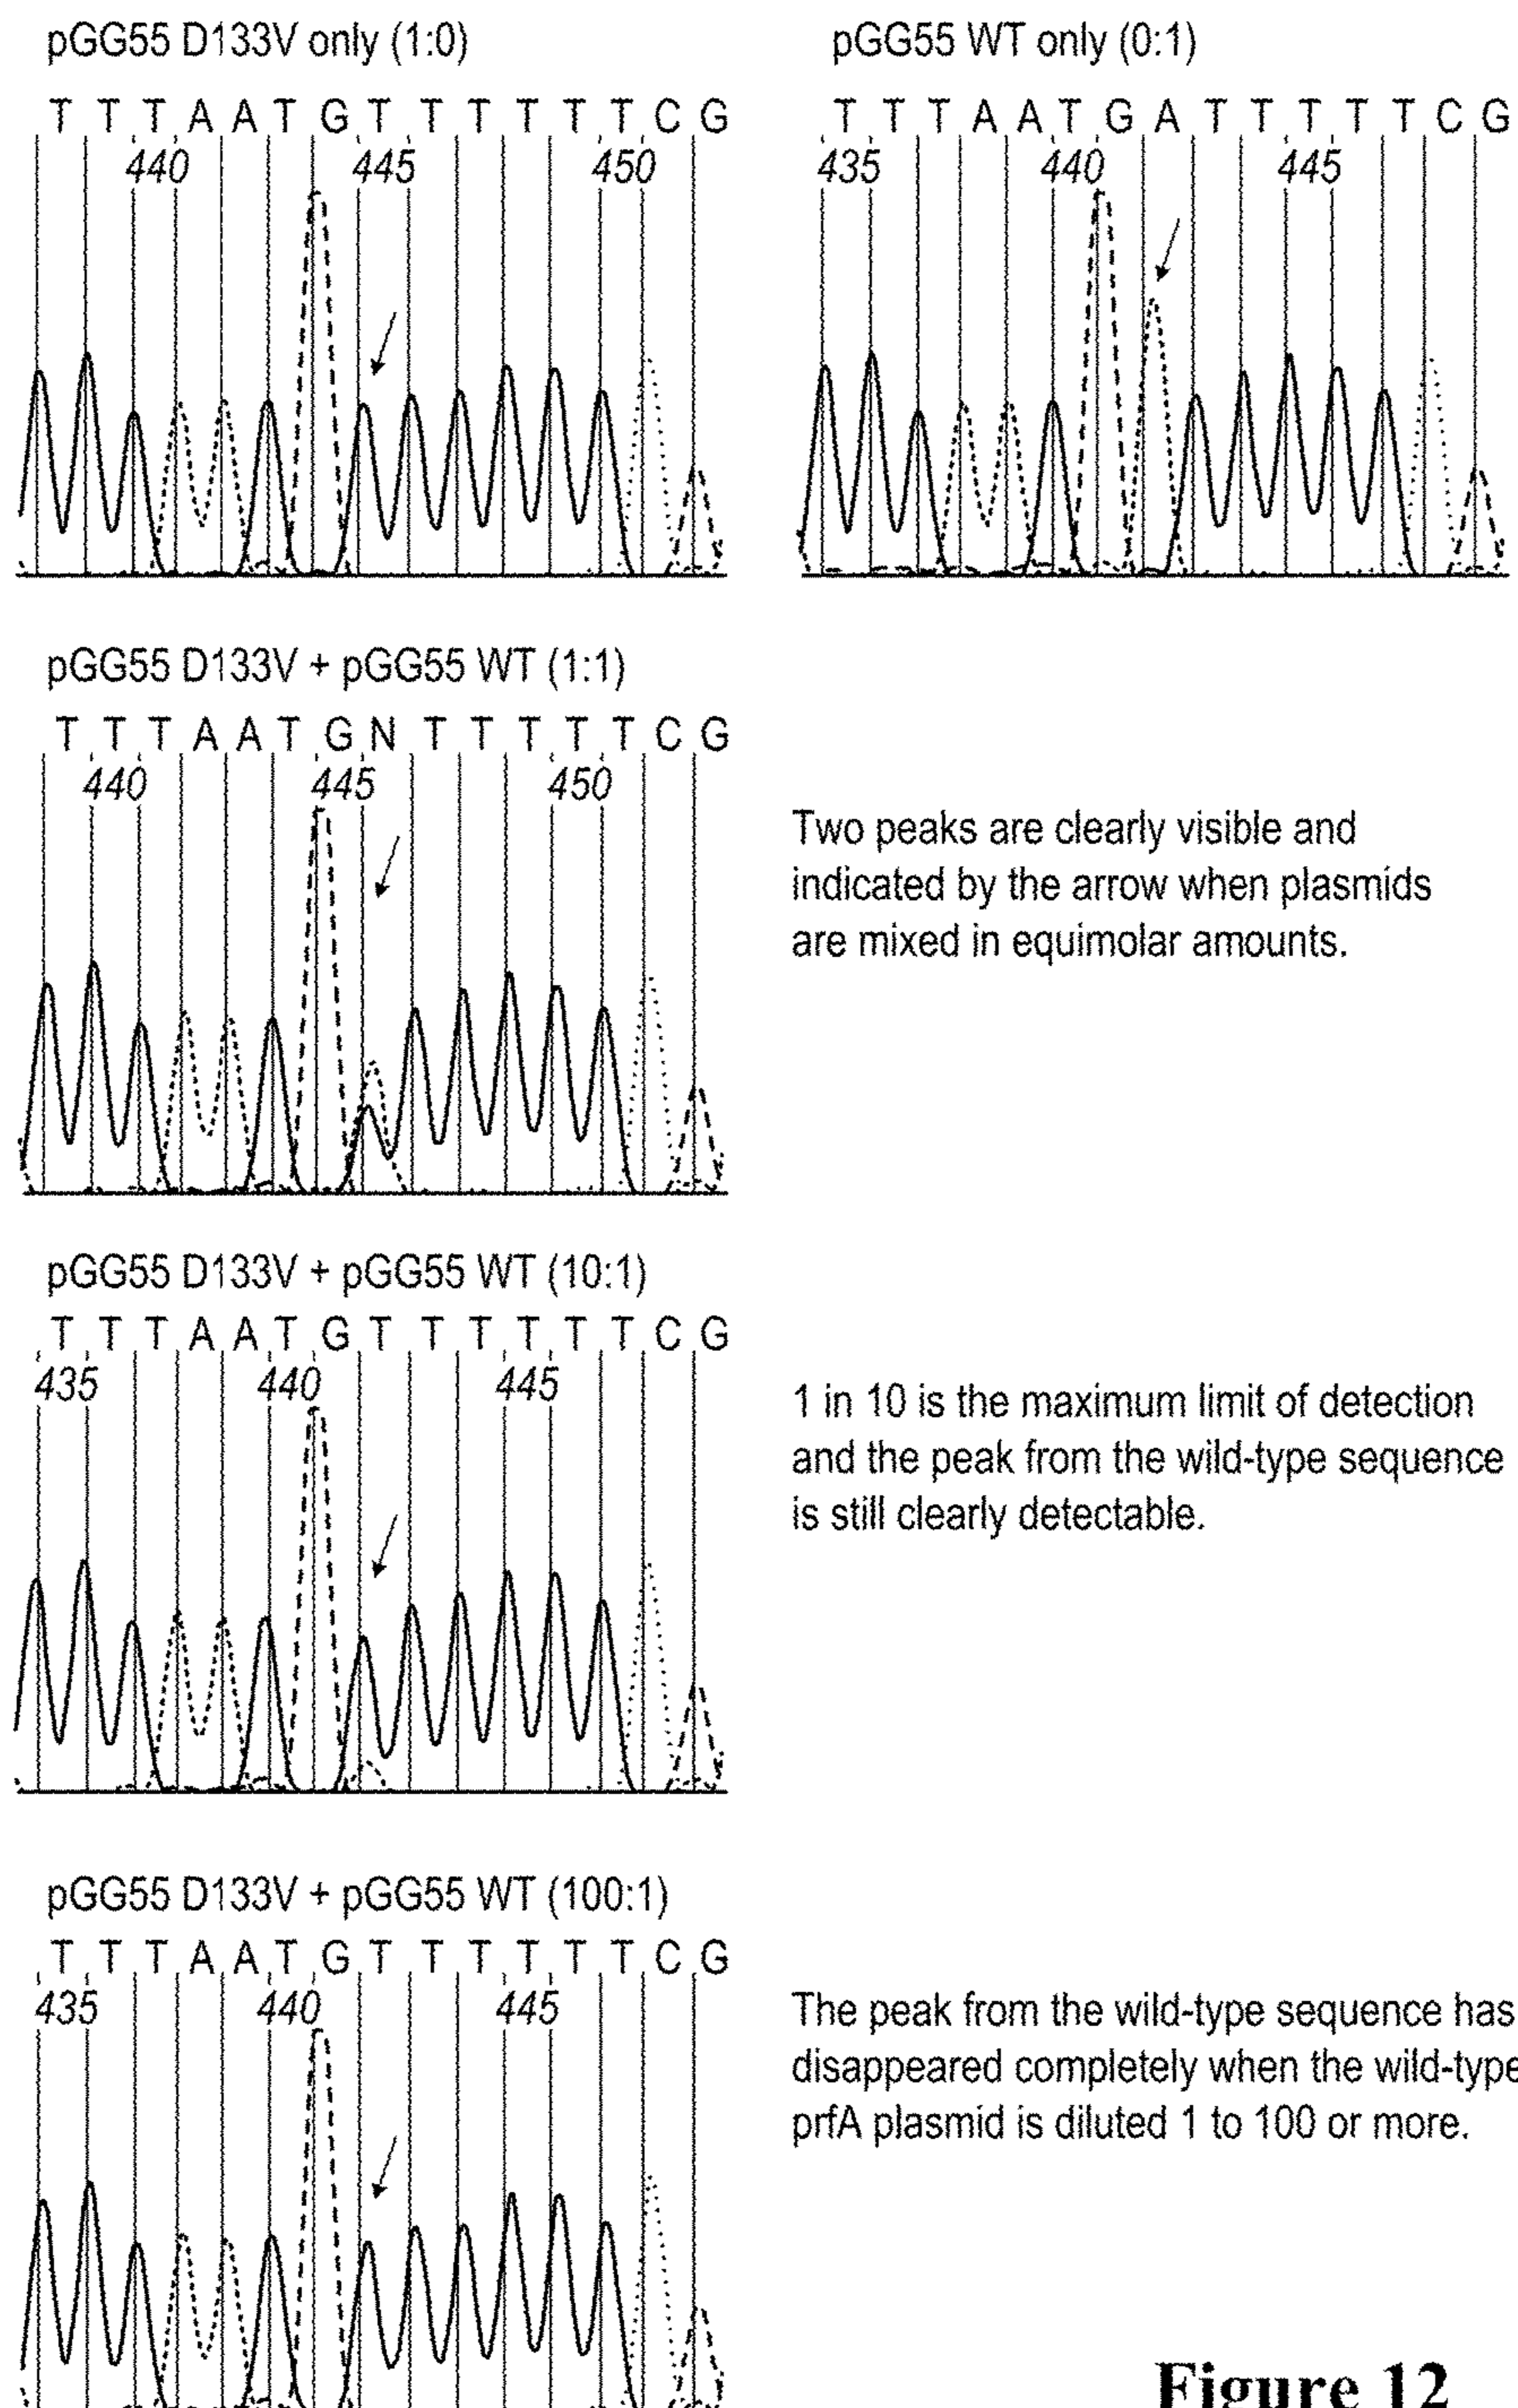 pGG55 D133V only (1:0)
T T T A A T G T T T T T T C G
440 445 450
pGG55 WT only (0:1)
T T T A A T G A T T T T T C G
435 440 445
pGG55 D133V + pGG55 WT (1:1)
T T T A A T G N T T T T T C G
440 445 450
Two peaks are clearly visible and
indicated by the arrow when plasmids
are mixed in equimolar amounts.
pGG55 D133V + pGG55 WT (10:1)
T T T A A T G T T T T T T C G
435 440 445
1 in 10 is the maximum limit of detection
and the peak from the wild-type sequence
is still clearly detectable.
pGG55 D133V + pGG55 WT (100:1)
T T T A A T G T T T T T T C G
435 440 445
The peak from the wild-type sequence has
disappeared completely when the wild-type
prfA plasmid is diluted 1 to 100 or more.
Figure 12